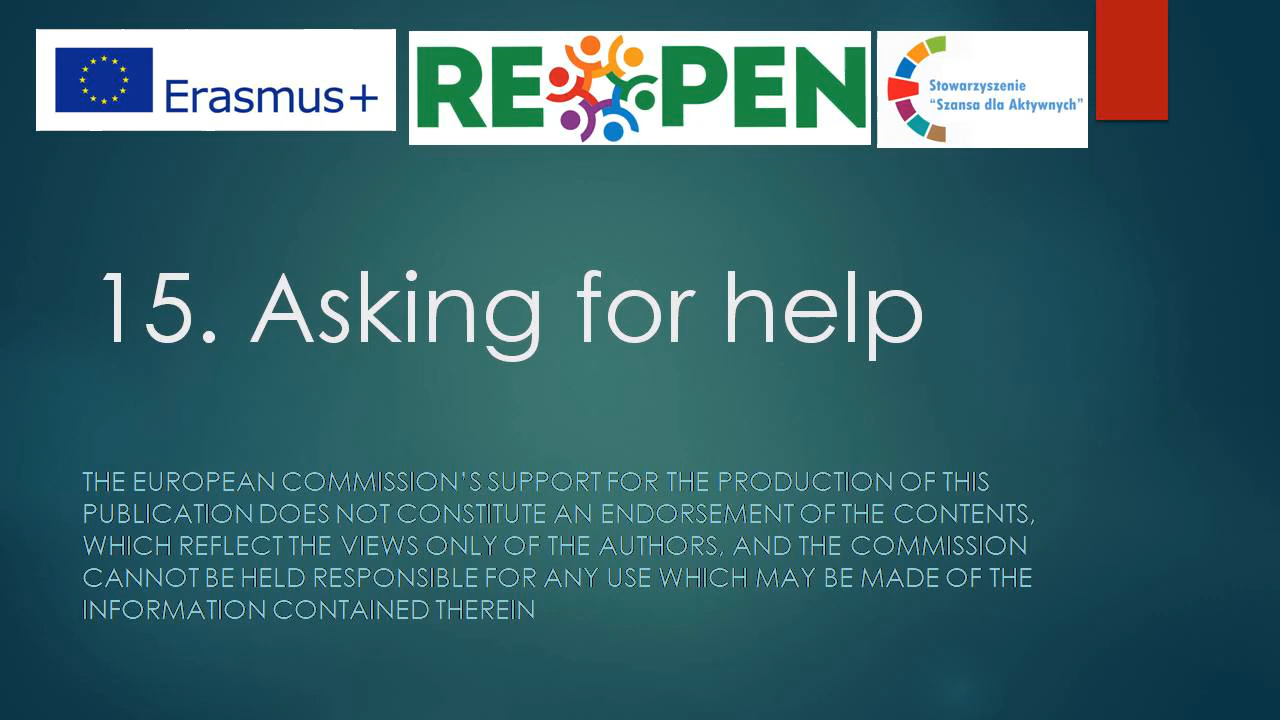 Erasmus+
REOPEN
Stowarzyszenie
“Szansa dla Aktywnych”
15. Asking for help
THE EUROPEAN COMMISSION’S SUPPORT FOR THE PRODUCTION OF THIS
PUBLICATION DOES NOT CONSTITUTE AN ENDORSEMENT OF THE CONTENTS,
WHICH REFLECT THE VIEWS ONLY OF THE AUTHORS, AND THE COMMISSION
CANNOT BE HELD RESPONSIBLE FOR ANY USE WHICH MAY BE MADE OF THE
INFORMATION CONTAINED THEREIN